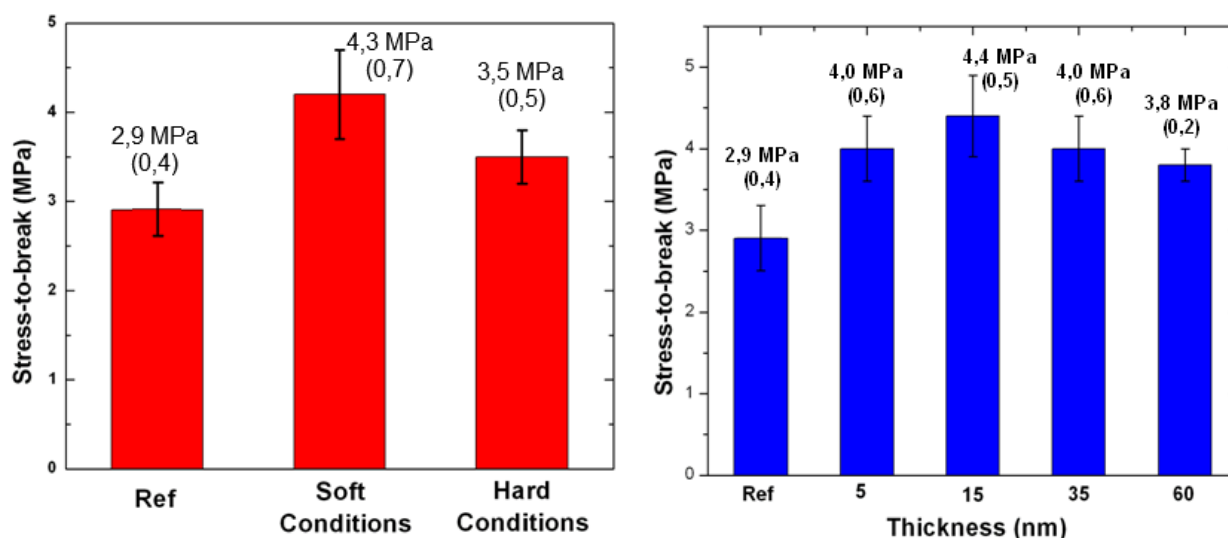 Stress-to-break (MPa)
5
4
3
2
1
0
2,9 MPa
(0,4)
4,3 MPa
(0,7)
3,5 MPa
(0,5)
Ref
Soft
Conditions
Hard
Conditions
Stress-to-break (MPa)
5
4
3
2
1
0
2,9 MPa
(0,4)
4,0 MPa
(0,6)
4,4 MPa
(0,5)
4,0 MPa
(0,6)
3,8 MPa
(0,2)
Ref
5
15
35
60
Thickness (nm)